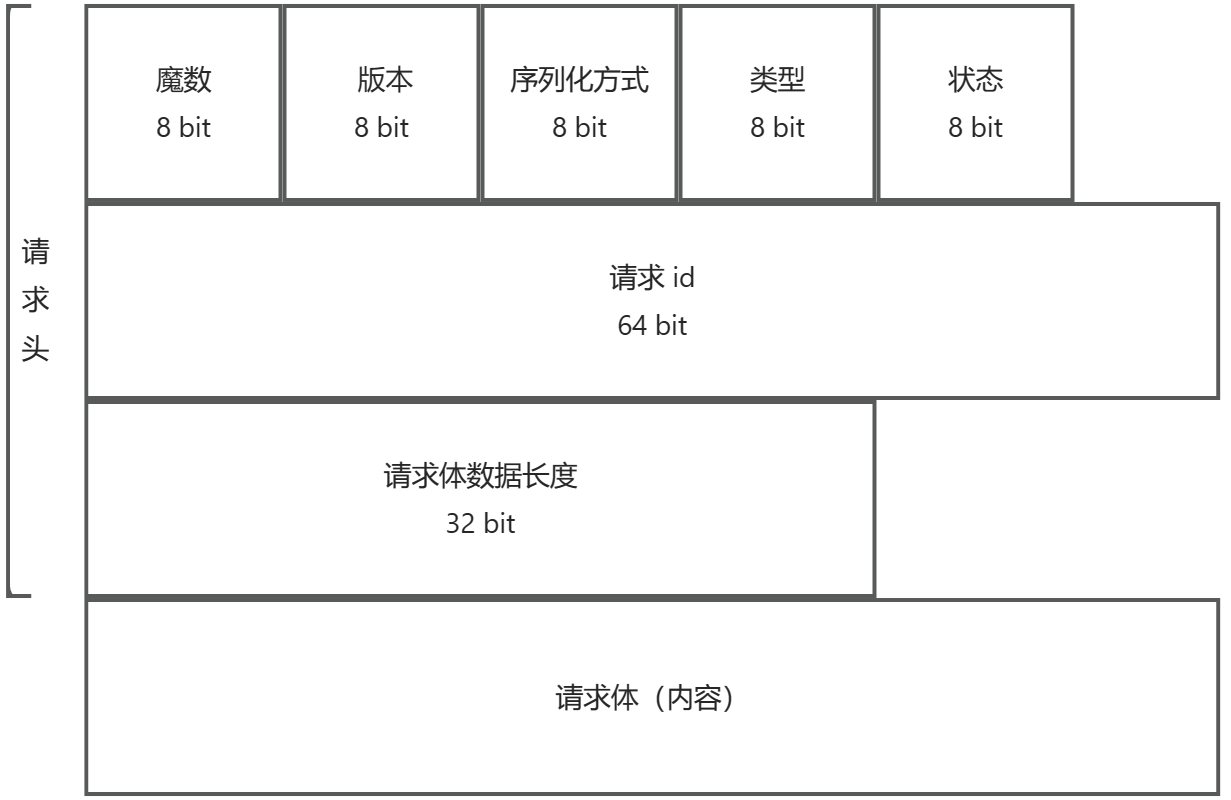 魔数
8 bit
版本
8 bit
序列化方式
8 bit
类型
8 bit
状态
8 bit
请
求
头
请求 id
64 bit
请求体数据长度
32 bit
请求体（内容）